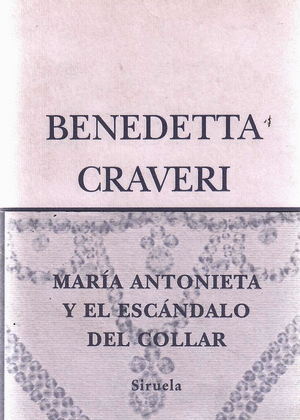 BENEDETTA
CRAVERI
MARÍA ANTONIETA
Y EL ESCÁNDALO
DEL COLLAR
Siruela